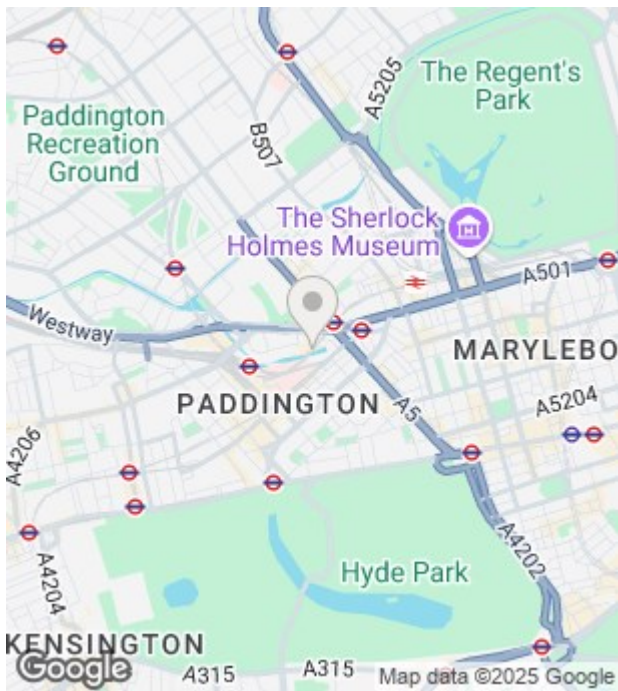 The Regent's
Park
A5205
Paddington
Recreation
Ground
B507
The Sherlock
Holmes Museum
A501
Westway
MARYLEBO
PADDINGTON
A5
A5204
A4206
A4202
Hyde Park
A4204
KENSINGTON
A315
A315
Google
Map data ©2025 Google